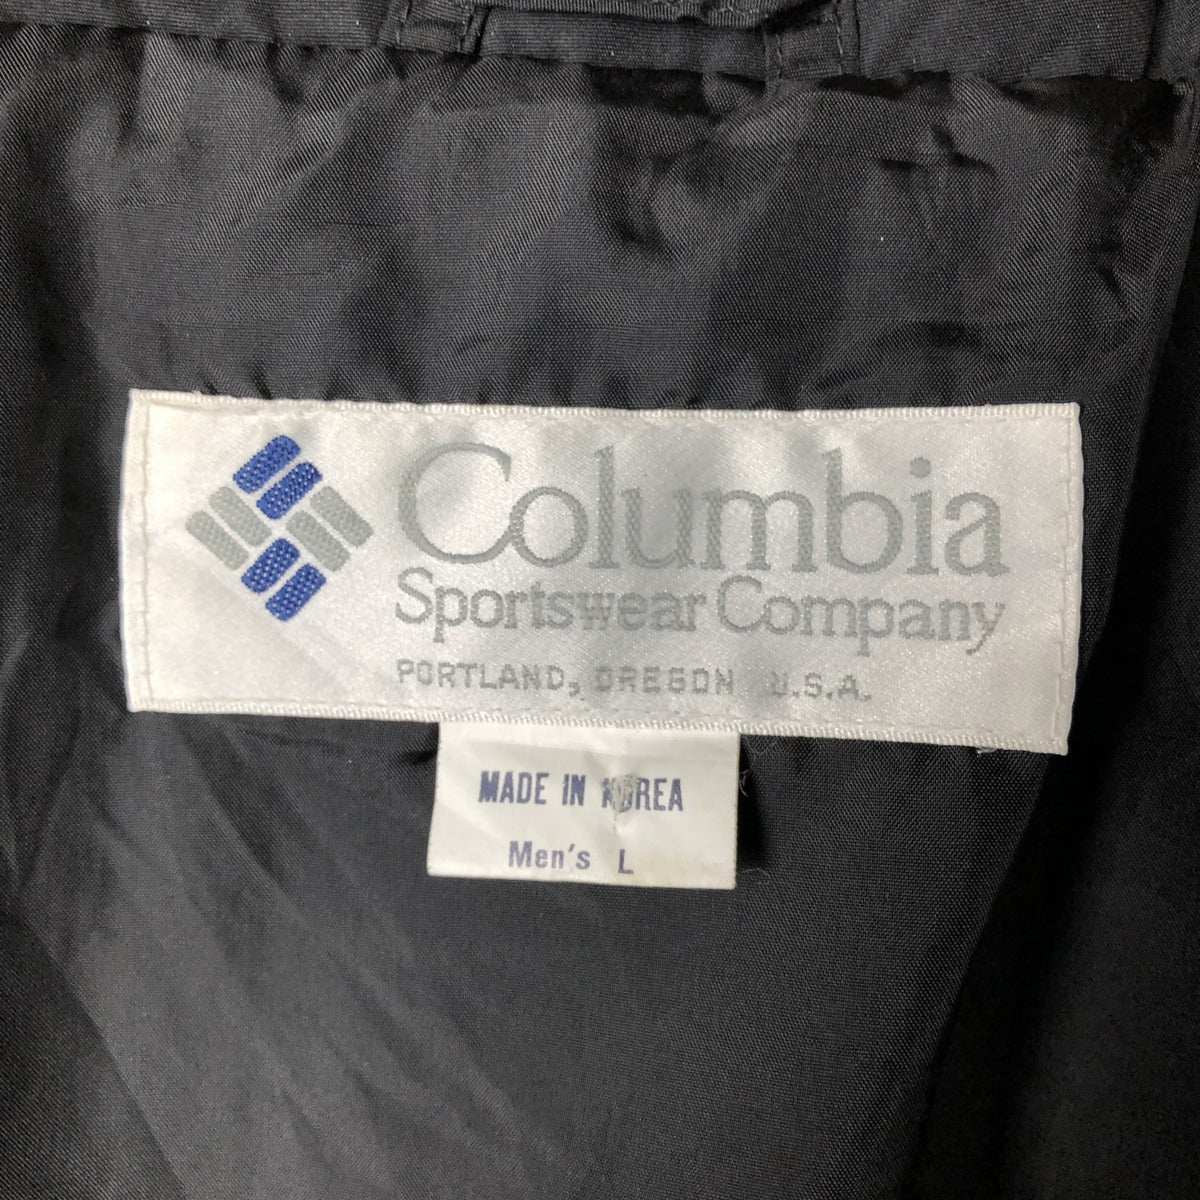 Columbia
Sportswear Company
PORTLAND, OREGON U.S.A.
MADE IN KOREA
Men's L